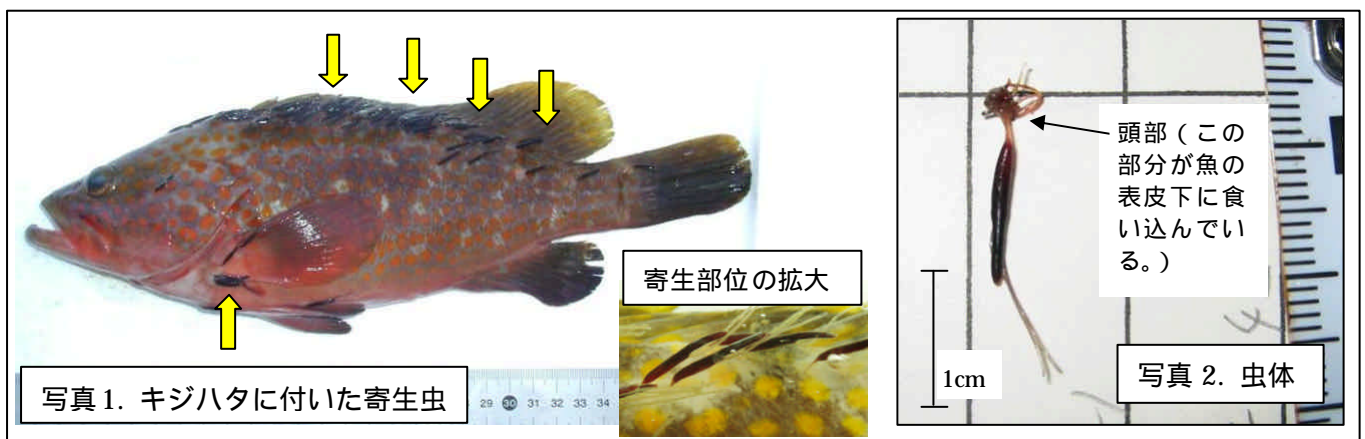 写真1. キジハタに付いた寄生虫
29 30 31 32 33 34
寄生部位の拡大
頭部（この
部分が魚の
表皮下に食
い込んでい
る。）
1cm
写真 2. 虫体